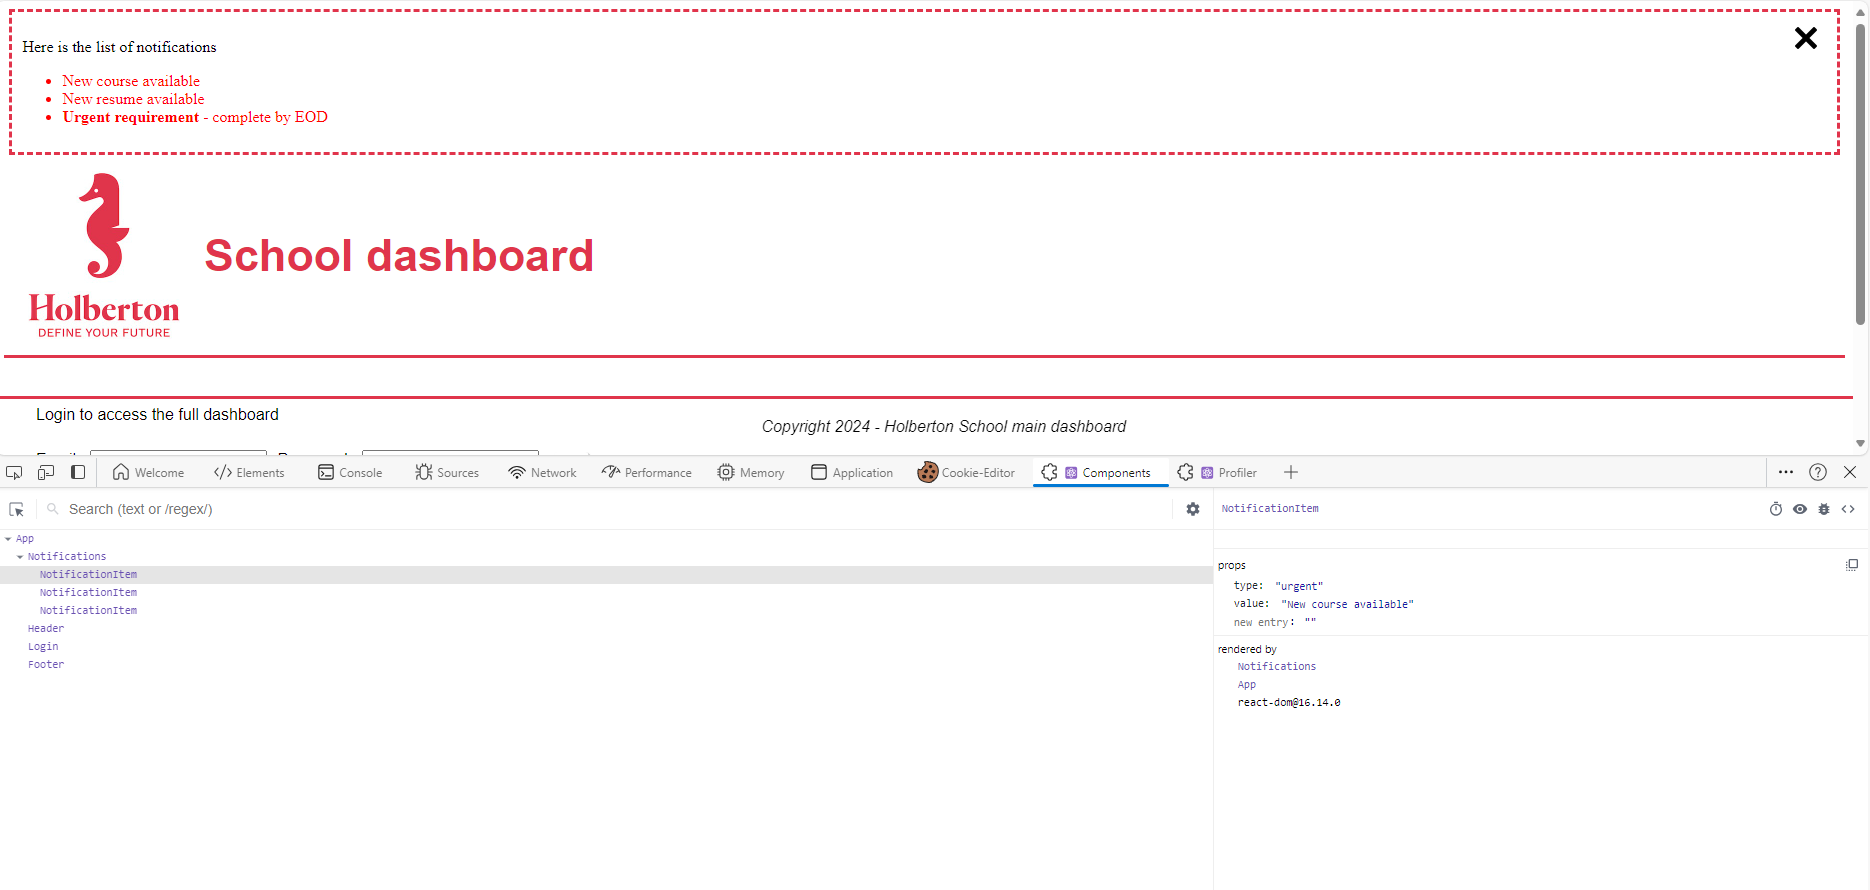 Here is the list of notifications
New course available
New resume available
Urgent requirement - complete by EOD
Holberton
DEFINE YOUR FUTURE
School dashboard
Login to access the full dashboard
Copyright 2024 - Holberton School main dashboard
Welcome
Elements
Console
Sources
Network
Performance
Memory
Application
Cookie-Editor
Components
Profiler
Search (text or /regex/)
App
Notifications
NotificationItem
NotificationItem
NotificationItem
Header
Login
Footer
NotificationItem
props
type: "urgent"
value: "New course available"
new entry: ""
rendered by
Notifications
App
react-dom@16.14.0